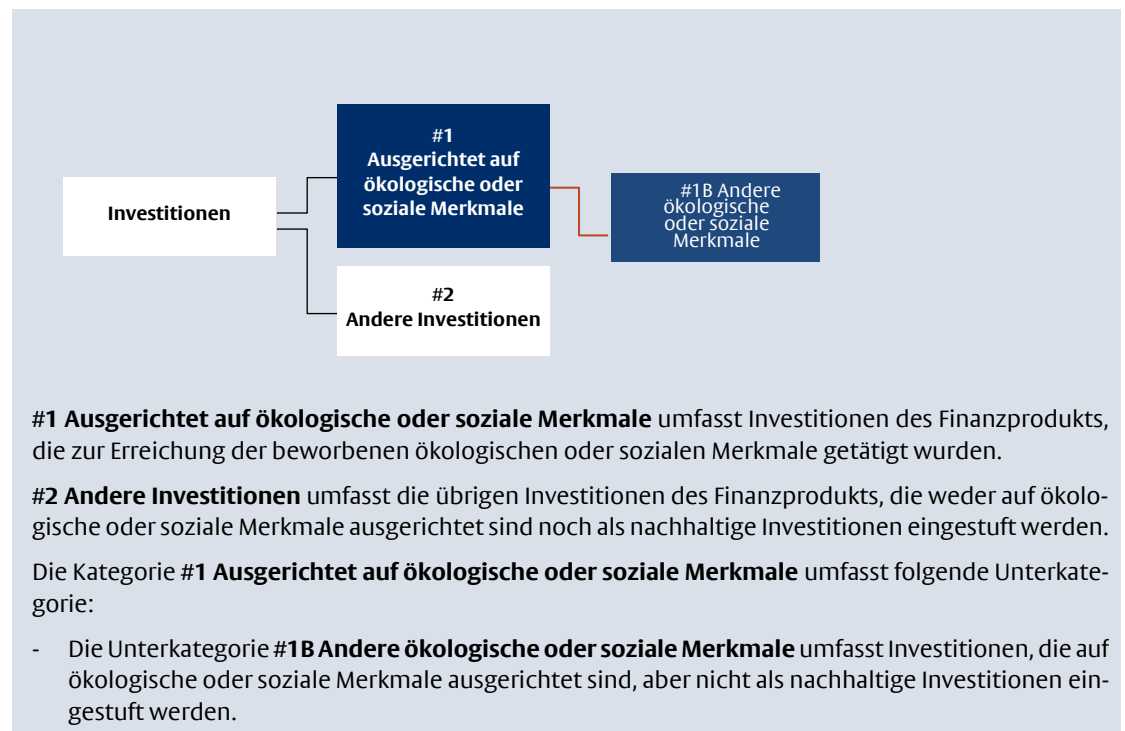 #1
Ausgerichtet auf
ökologische oder
soziale Merkmale
Investitionen
#1B Andere
ökologische
oder soziale
Merkmale
#2
Andere Investitionen
#1 Ausgerichtet auf ökologische oder soziale Merkmale umfasst Investitionen des Finanzprodukts,
die zur Erreichung der beworbenen ökologischen oder sozialen Merkmale getätigt wurden.
#2 Andere Investitionen umfasst die übrigen Investitionen des Finanzprodukts, die weder auf ökolo-
gische oder soziale Merkmale ausgerichtet sind noch als nachhaltige Investitionen eingestuft werden.
Die Kategorie #1 Ausgerichtet auf ökologische oder soziale Merkmale umfasst folgende Unterkate-
gorie:
- Die Unterkategorie #1B Andere ökologische oder soziale Merkmale umfasst Investitionen, die auf
ökologische oder soziale Merkmale ausgerichtet sind, aber nicht als nachhaltige Investitionen ein-
gestuft werden.